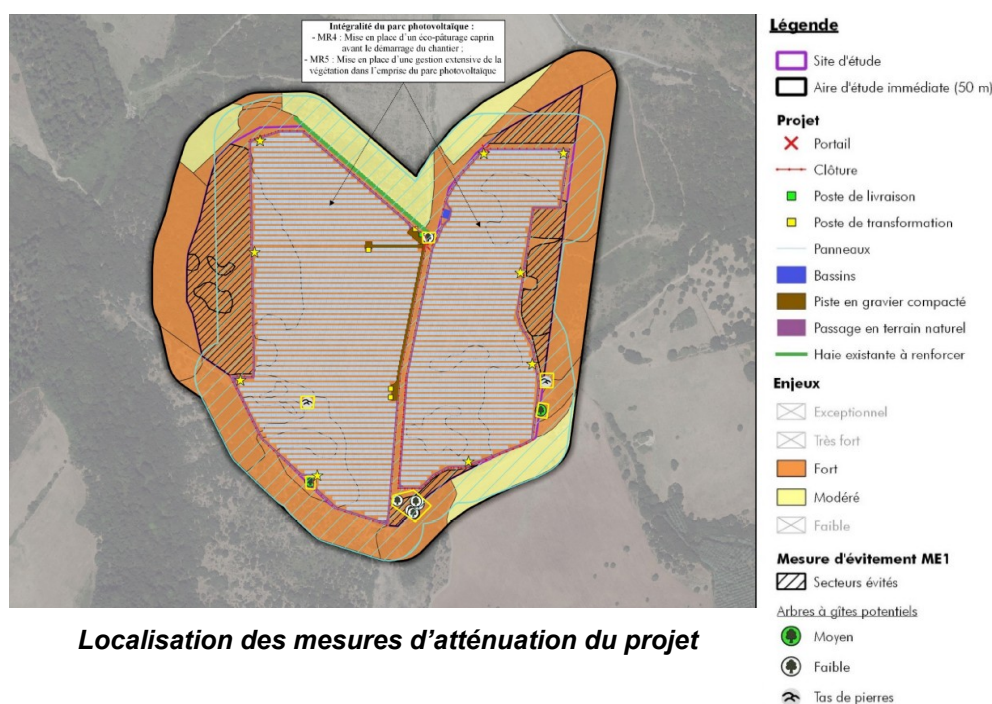 Intégralité du parc photovoltaïque :
- MR4 : Mise en place d'un éco-pâturage caprin
avant le démarrage du chantier ;
- MR5 : Mise en place d'une gestion extensive de la
végétation dans l'emprise du parc photovoltaïque
Localisation des mesures d'atténuation du projet
Légende
Site d'étude
Aire d'étude immédiate (50 m)
Projet
Portail
Clôture
Poste de livraison
Poste de transformation
Panneaux
Bassins
Piste en gravier compacté
Passage en terrain naturel
Haie existante à renforcer
Enjeux
Exceptionnel
Très fort
Fort
Modéré
Faible
Mesure d'évitement ME1
Secteurs évités
Arbres à gîtes potentiels
Moyen
Faible
Tas de pierres